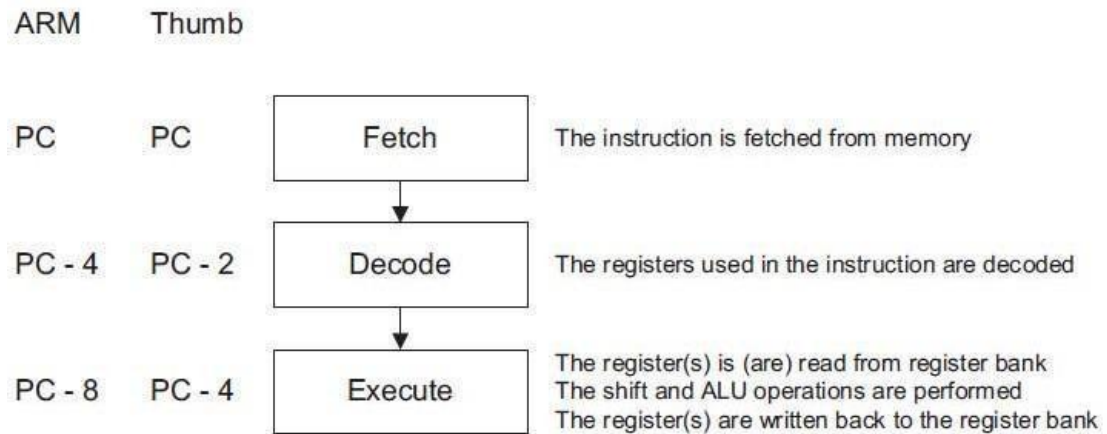 ARM Thumb
PC PC Fetch The instruction is fetched from memory
PC - 4 PC - 2 Decode The registers used in the instruction are decoded
The register(s) is (are) read from register bank
PC - 8 PC - 4 Execute The shift and ALU operations are performed
The register(s) are written back to the register bank